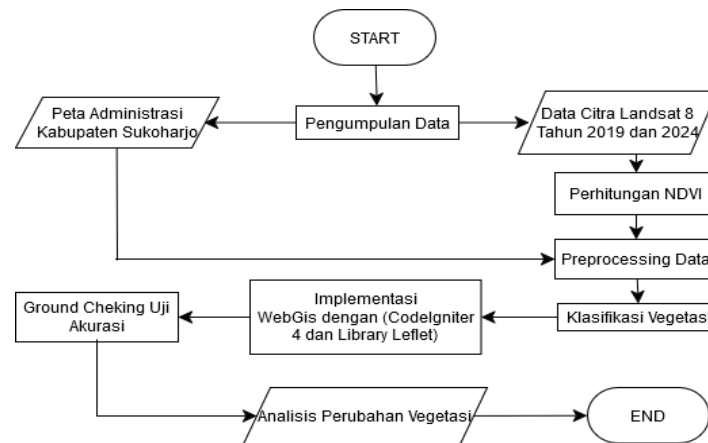 START
Peta Administrasi
Kabupaten Sukoharjo
Pengumpulan Data
Data Citra Landsat 8
Tahun 2019 dan 2024
Perhitungan NDVI
Preprocessing Data
Klasifikasi Vegetasi
Implementasi
WebGis dengan (CodeIgniter
4 dan Library Leflet)
Ground Cheking Uji
Akurasi
Analisis Perubahan Vegetasi
END